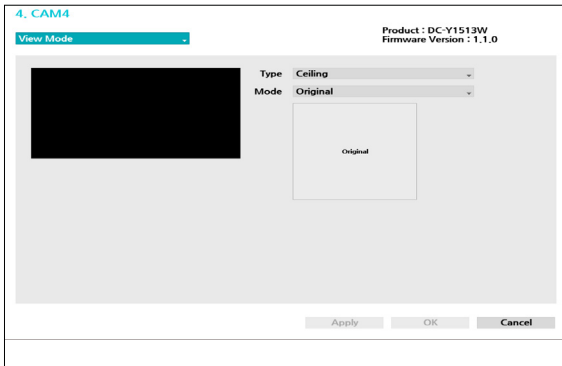 4. CAM4
Product : DC-Y1513W
View Mode
Firmware Version : 1.1.0
Type Ceiling
Mode Original
Original
Apply OK Cancel